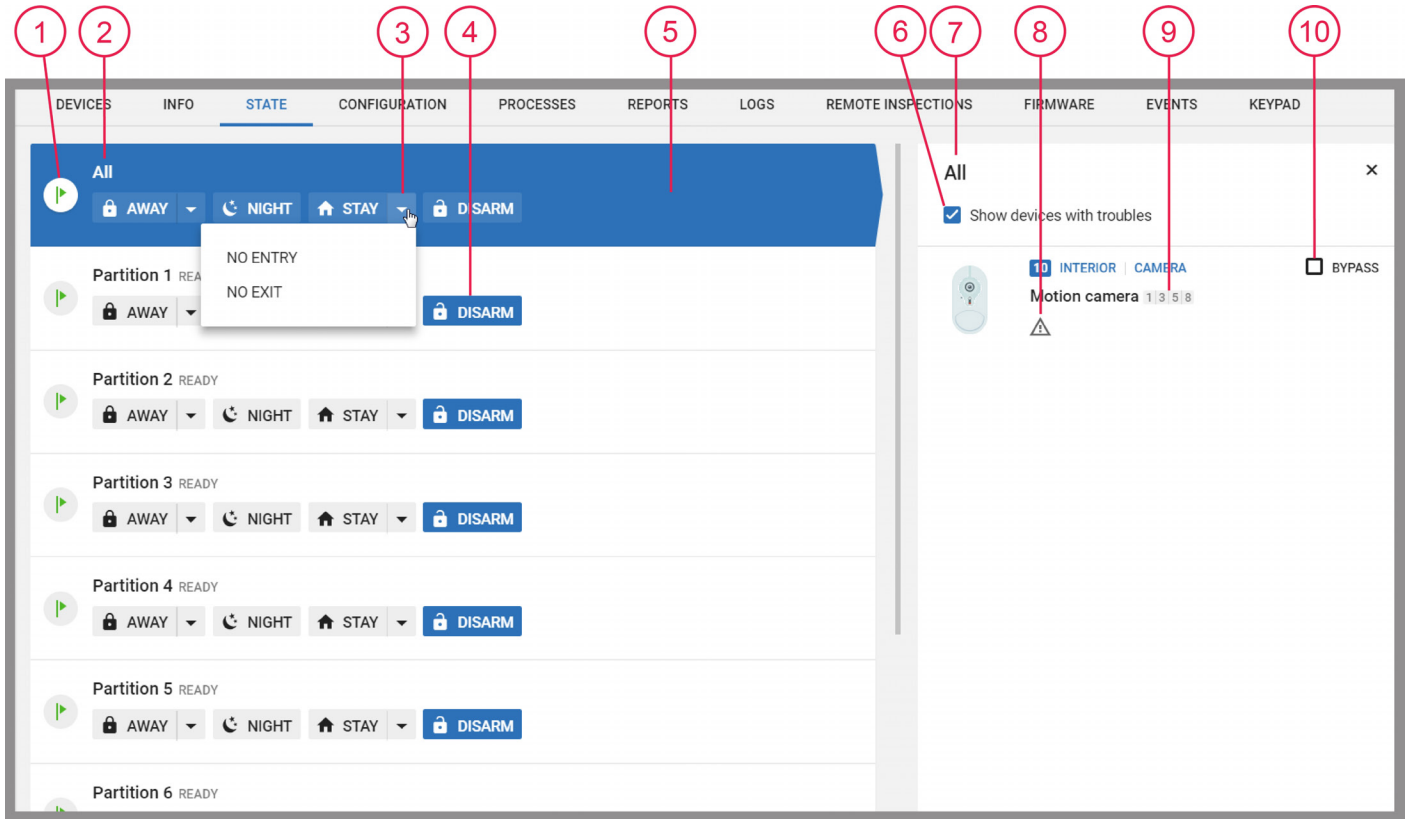 1 2 3 4 5 6 7 8 9 10
DEVICES INFO STATE CONFIGURATION PROCESSES REPORTS LOGS REMOTE INSPECTIONS FIRMWARE EVENTS KEYPAD
All
AWAY NIGHT STAY DISARM
NO ENTRY
NO EXIT
Partition 1 REA
AWAY DISARM
Partition 2 READY
AWAY NIGHT STAY DISARM
Partition 3 READY
AWAY NIGHT STAY DISARM
Partition 4 READY
AWAY NIGHT STAY DISARM
Partition 5 READY
AWAY NIGHT STAY DISARM
Partition 6 READY
All ×
Show devices with troubles
10 INTERIOR | CAMERA BYPASS
Motion camera 1|3|5|8